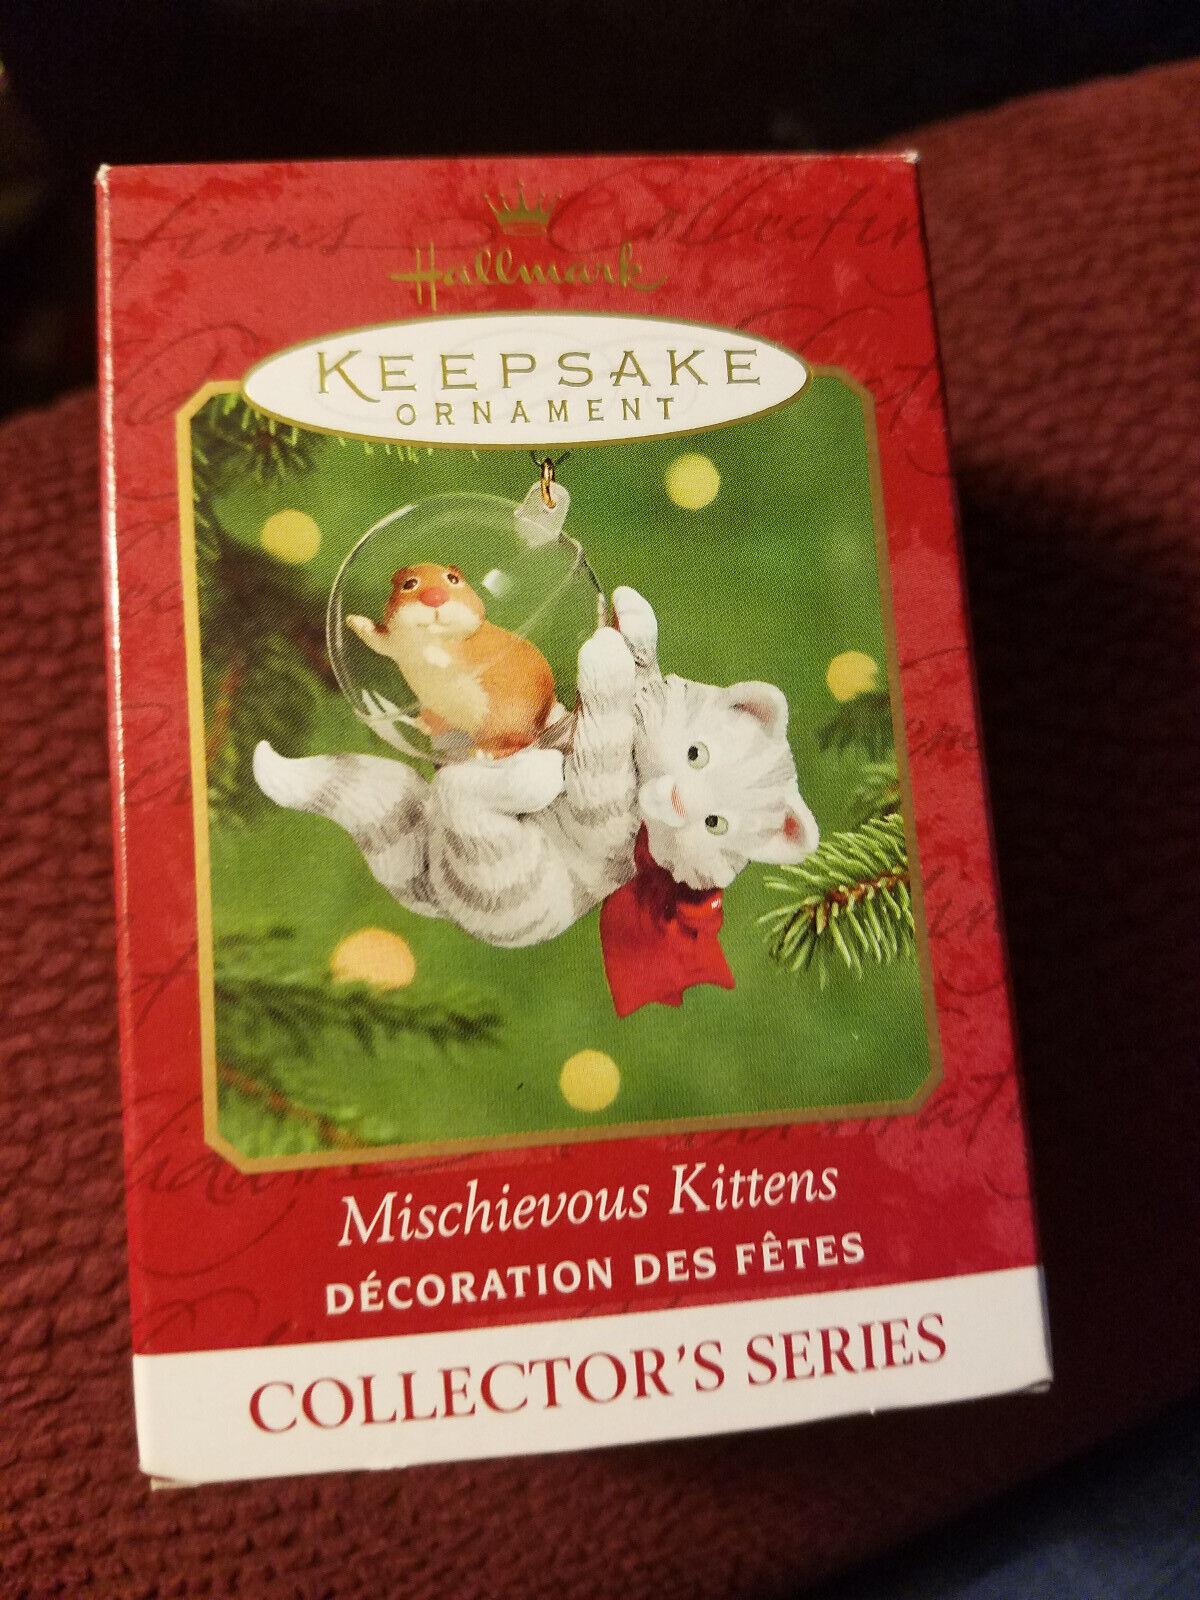 Hallmark
KEEPSAKE
ORNAMENT
Mischievous Kittens
DÉCORATION DES FÊTES
COLLECTOR'S SERIES